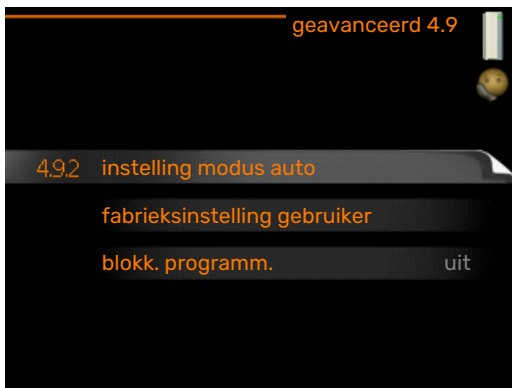 geavanceerd 4.9
4.9.2 instelling modus auto
fabrieksinstelling gebruiker
blokk. programm. uit